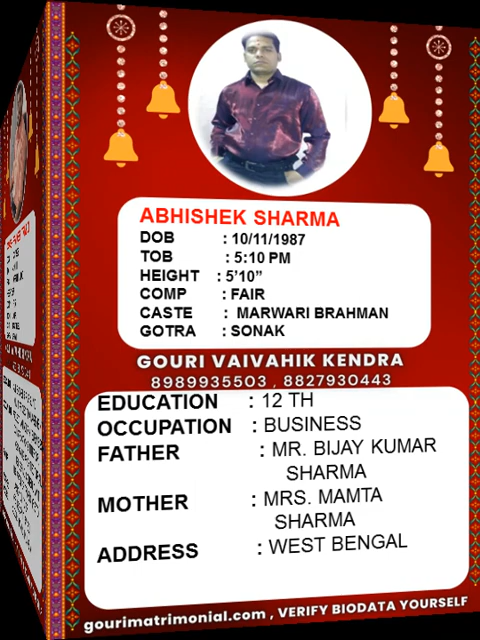 ABHISHEK SHARMA
DOB : 10/11/1987
TOB : 5:10 PM
HEIGHT : 5'10”
COMP : FAIR
CASTE : MARWARI BRAHMAN
GOTRA : SONAK
GOURI VAIVAHIK KENDRA
8989935503 , 8827930443
EDUCATION : 12 TH
OCCUPATION : BUSINESS
FATHER : MR. BIJAY KUMAR
SHARMA
MOTHER : MRS. MAMTA
SHARMA
ADDRESS : WEST BENGAL
gourimatrimonial.com , VERIFY BIODATA YOURSELF